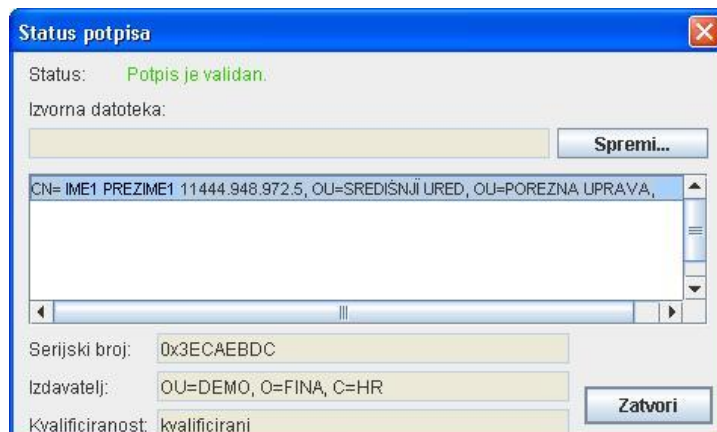 Status potpisa
Status: Potpis je validan.
Izvorna datoteka:
Spremi...
CN= IME1 PREZIME1 11444.948.972.5, OU=SREDIŠNJI URED, OU=POREZNA UPRAVA,
Serijski broj: 0x3ECAEBDC
Izdavatelj: OU=DEMO, O=FINA, C=HR
Zatvori
Kvalificiranost: kvalificirani